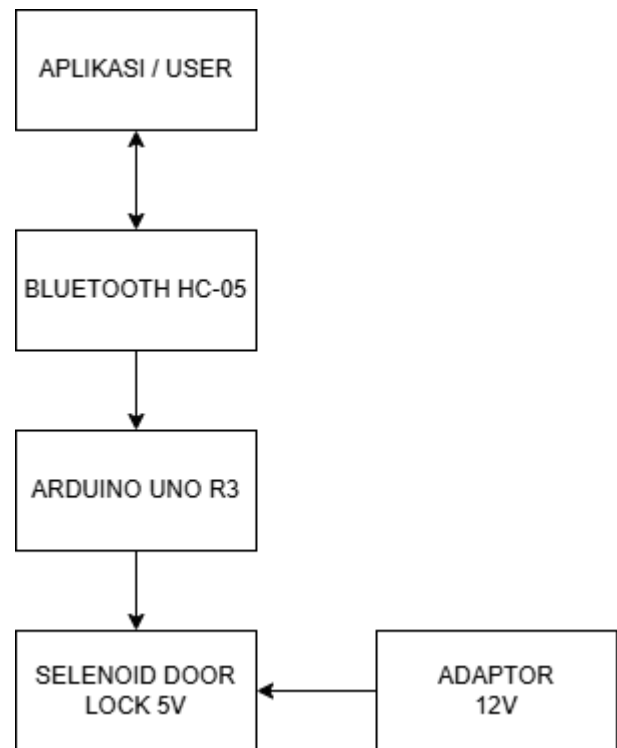 APLIKASI / USER
BLUETOOTH HC-05
ARDUINO UNO R3
SELENOID DOOR
LOCK 5V
ADAPTOR
12V